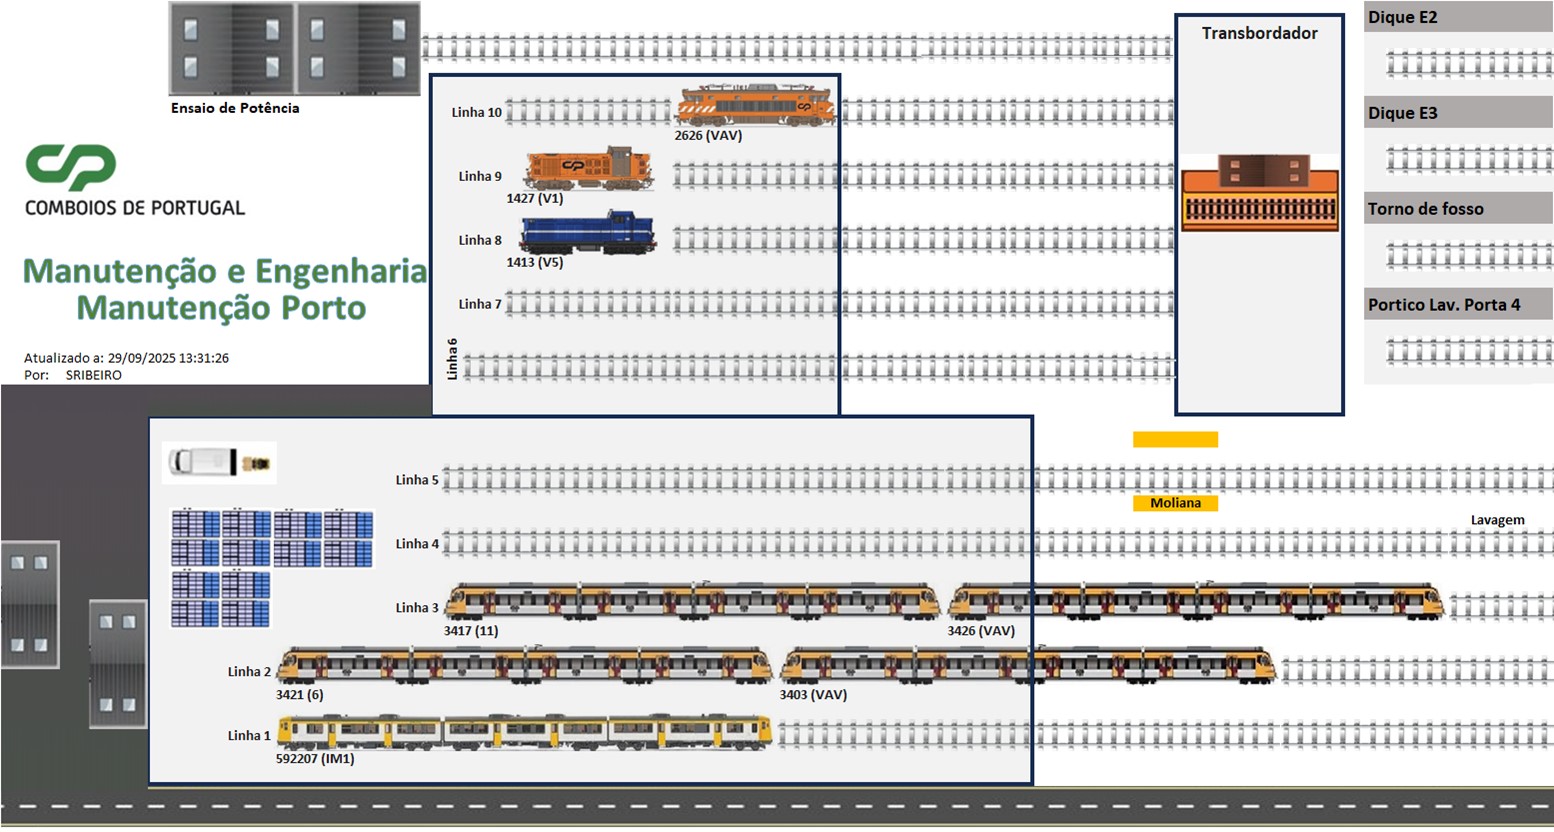 Dique E2
Transbordador
Ensaio de Potência
Linha 10
2626 (VAV)
Dique E3
CP
COMBOIOS DE PORTUGAL
Linha 9
1427 (V1)
Torno de fosso
Linha 8
1413 (V5)
Manutenção e Engenharia
Manutenção Porto
Linha 7
Portico Lav. Porta 4
Atualizado a: 29/09/2025 13:31:26
Por: SRIBEIRO
Linha6
Linha 5
Moliana
Lavagem
Linha 4
Linha 3
3417 (11)
3426 (VAV)
Linha 2
3421 (6)
3403 (VAV)
Linha 1
592207 (IM1)